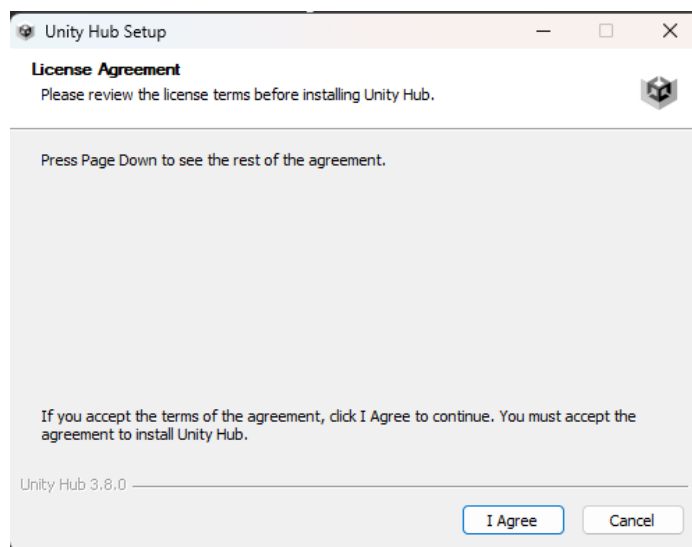 Unity Hub Setup
License Agreement
Please review the license terms before installing Unity Hub.
Press Page Down to see the rest of the agreement.
If you accept the terms of the agreement, click I Agree to continue. You must accept the
agreement to install Unity Hub.
Unity Hub 3.8.0
I Agree
Cancel